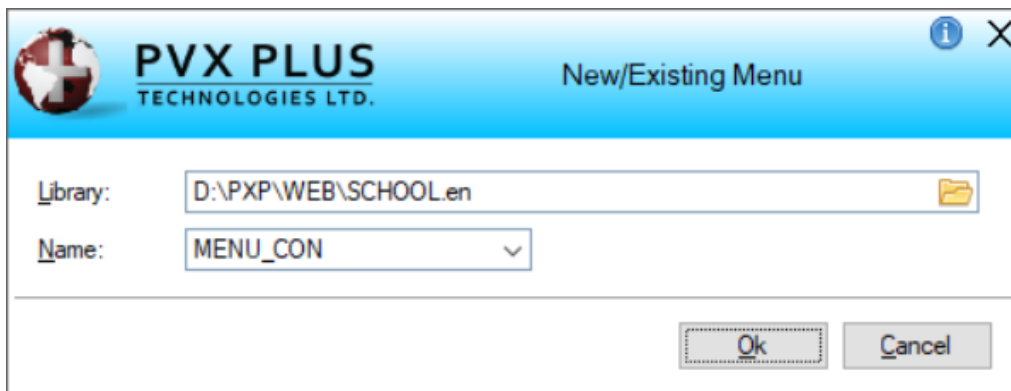 PVX PLUS
TECHNOLOGIES LTD.
New/Existing Menu
Library: D:\PXP\WEB\SCHOOL.en
Name: MENU_CON
Ok Cancel